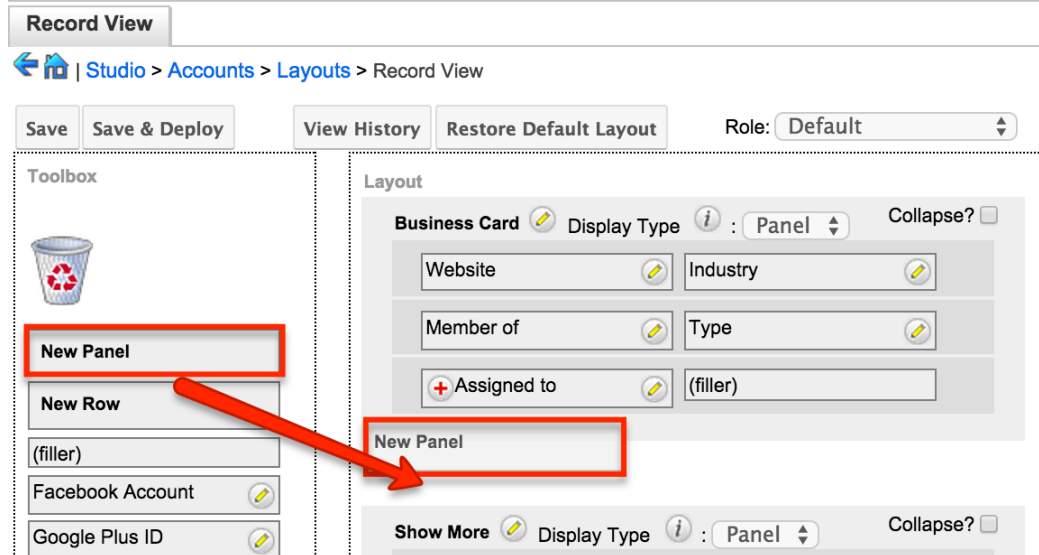 Record View
| Studio > Accounts > Layouts > Record View
Save Save & Deploy View History Restore Default Layout Role: Default
Toolbox
New Panel
New Row
(filler)
Facebook Account
Google Plus ID
Layout
Business Card Display Type i : Panel Collapse?
Website Industry
Member of Type
Assigned to (filler)
New Panel
Show More Display Type i : Panel Collapse?